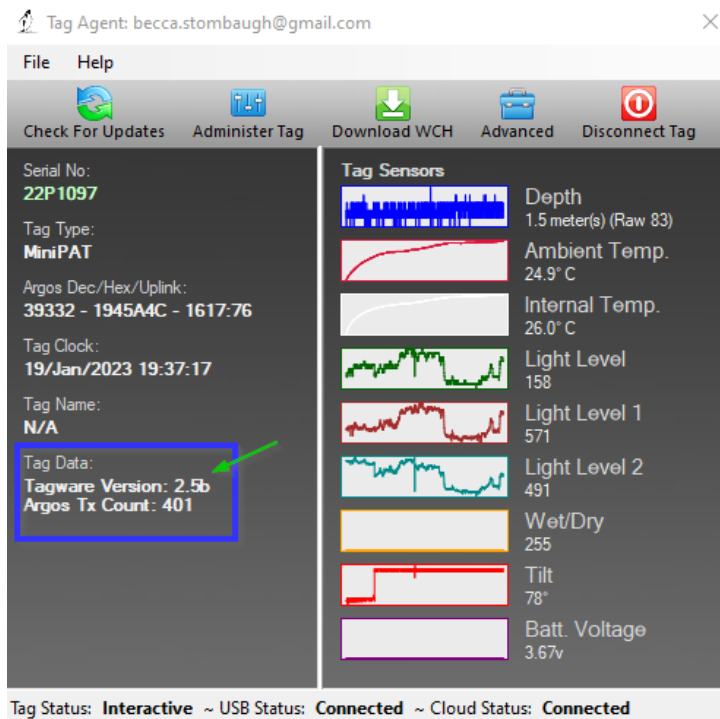 Tag Agent: becca.stombaugh@gmail.com
File Help
Check For Updates Administer Tag Download WCH Advanced Disconnect Tag
Serial No:
22P1097
Tag Type:
MiniPAT
Argos Dec/Hex/Uplink:
39332 - 1945A4C - 1617:76
Tag Clock:
19/Jan/2023 19:37:17
Tag Name:
N/A
Tag Data:
Tagware Version: 2.5b
Argos Tx Count: 401
Tag Sensors
Depth
1.5 meter(s) (Raw 83)
Ambient Temp.
24.9° C
Internal Temp.
26.0° C
Light Level
158
Light Level 1
571
Light Level 2
491
Wet/Dry
255
Tilt
78°
Batt. Voltage
3.67v
Tag Status: Interactive ~ USB Status: Connected ~ Cloud Status: Connected